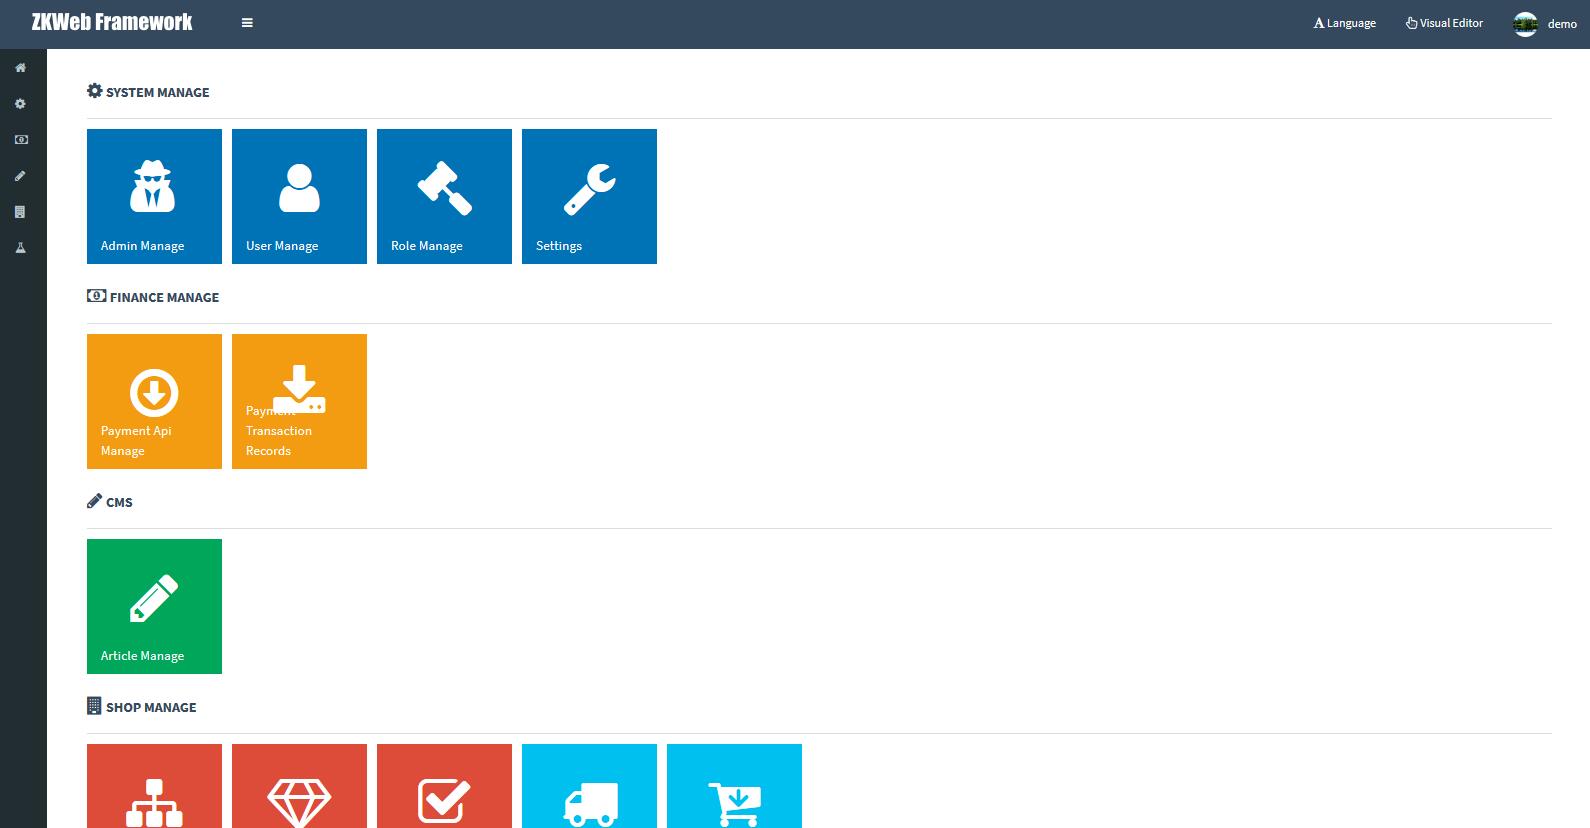 ZKWeb Framework
Language
Visual Editor
demo
SYSTEM MANAGE
Admin Manage
User Manage
Role Manage
Settings
FINANCE MANAGE
Payment Api
Manage
Payment
Transaction
Records
CMS
Article Manage
SHOP MANAGE